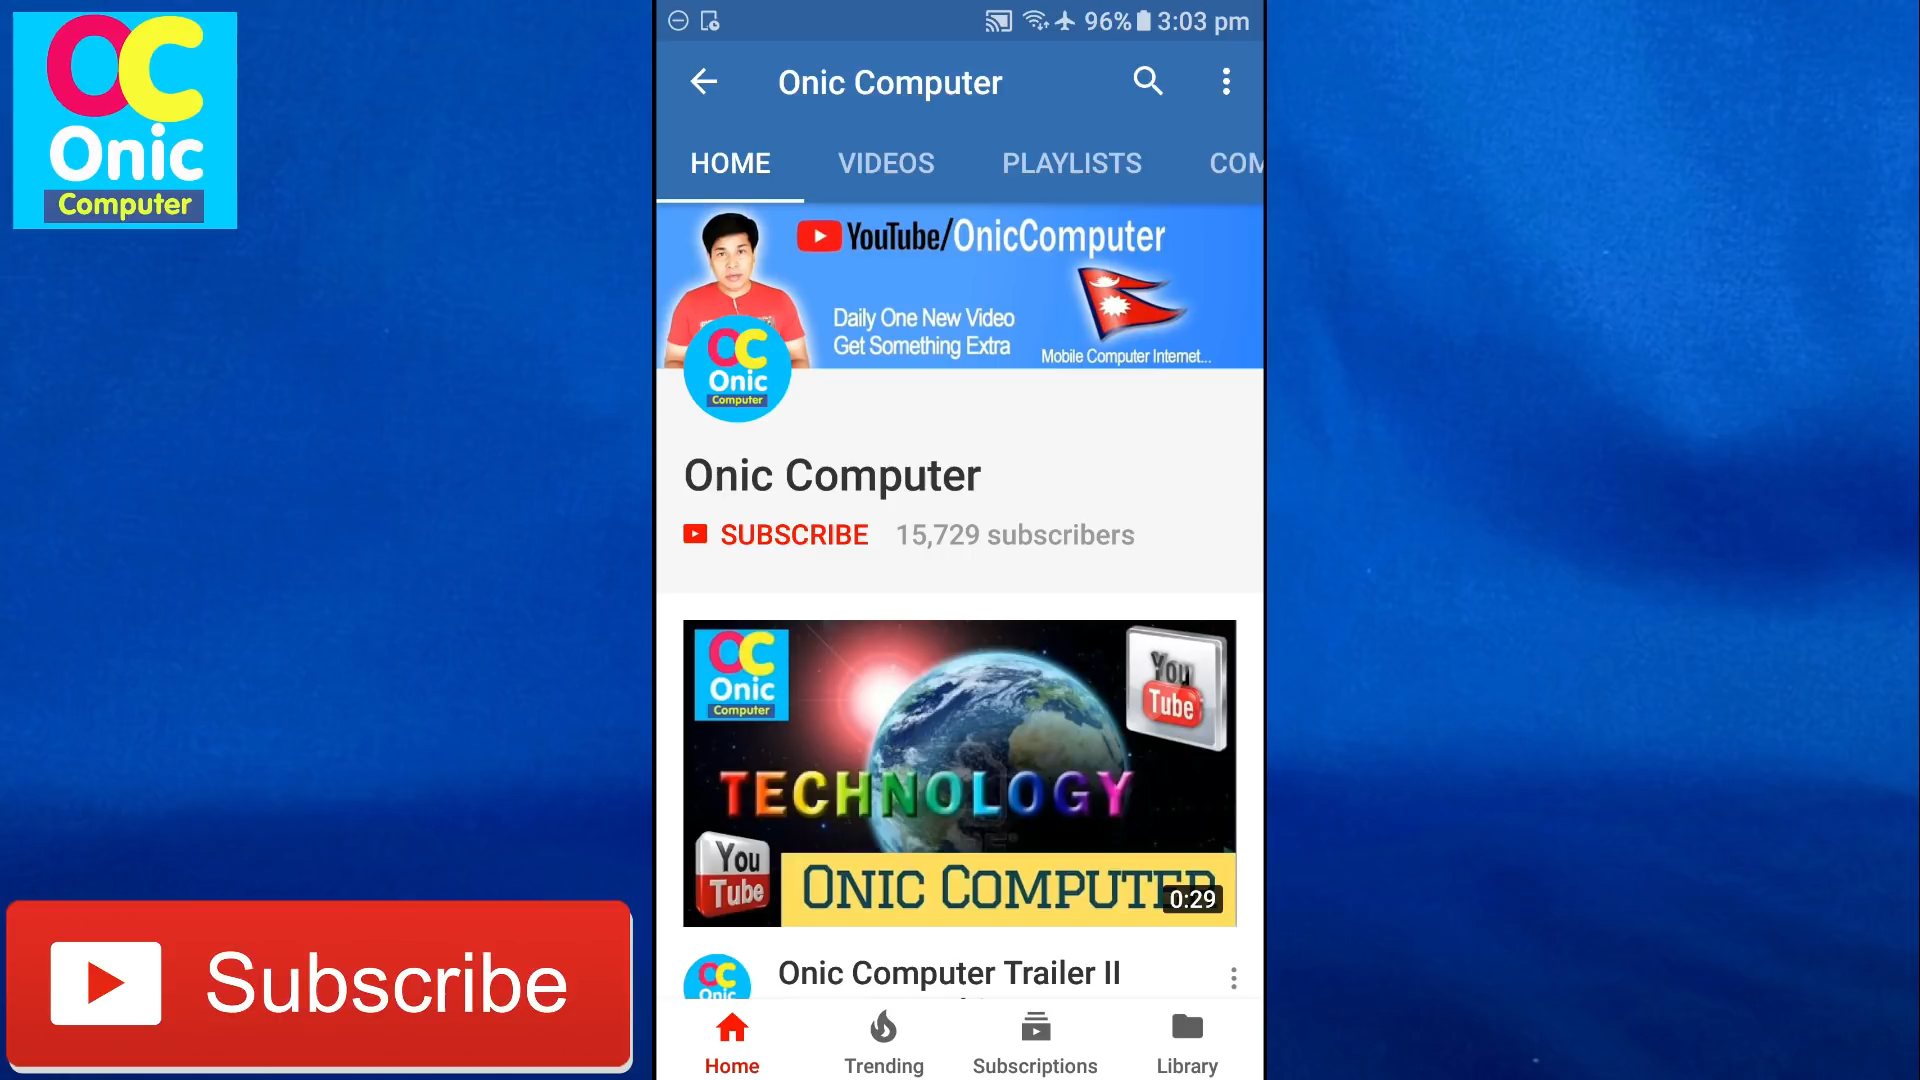 OC
Onic
Computer
96% 3:03 pm
Onic Computer
HOME VIDEOS PLAYLISTS COM
YouTube/OnicComputer
Daily One New Video
Get Something Extra
Mobile Computer Internet...
OC
Onic
Computer
Onic Computer
SUBSCRIBE 15,729 subscribers
OC
Onic
Computer
You
Tube
TECHNOLOGY
You
Tube
ONIC COMPUTER
0:29
OC
Onic
Onic Computer Trailer II
Home Trending Subscriptions Library
Subscribe